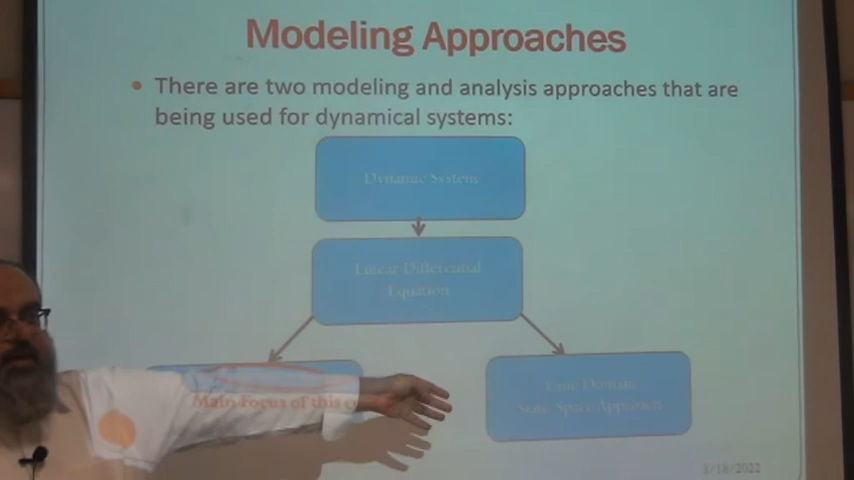 Modeling Approaches
• There are two modeling and analysis approaches that are
being used for dynamical systems:
Dynamic System
Linear Differential
Equation
Time Domain
State Space Approach
Main Focus of this
3/18/2022